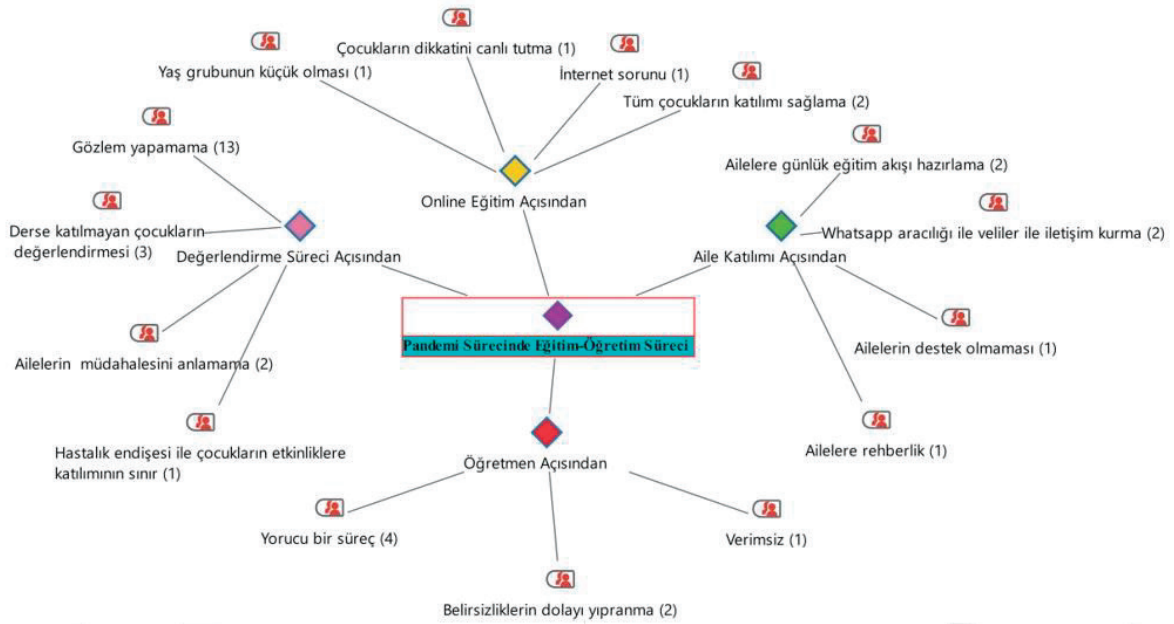 Çocukların dikkatini canlı tutma (1)
Yaş grubunun küçük olması (1)
İnternet sorunu (1)
Tüm çocukların katılımı sağlama (2)
Gözlem yapamama (13)
Ailelere günlük eğitim akışı hazırlama (2)
Online Eğitim Açısından
Derse katılmayan çocukların
değerlendirmesi (3)
Whatsapp aracılığı ile veliler ile iletişim kurma (2)
Değerlendirme Süreci Açısından
Aile Katılımı Açısından
Pandemi Sürecinde Eğitim-Öğretim Süreci
Ailelerin müdahalesini anlamama (2)
Ailelerin destek olmaması (1)
Hastalık endişesi ile çocukların etkinliklere
katılımının sınır (1)
Ailelere rehberlik (1)
Öğretmen Açısından
Yorucu bir süreç (4)
Verimsiz (1)
Belirsizliklerin dolayı yıpranma (2)